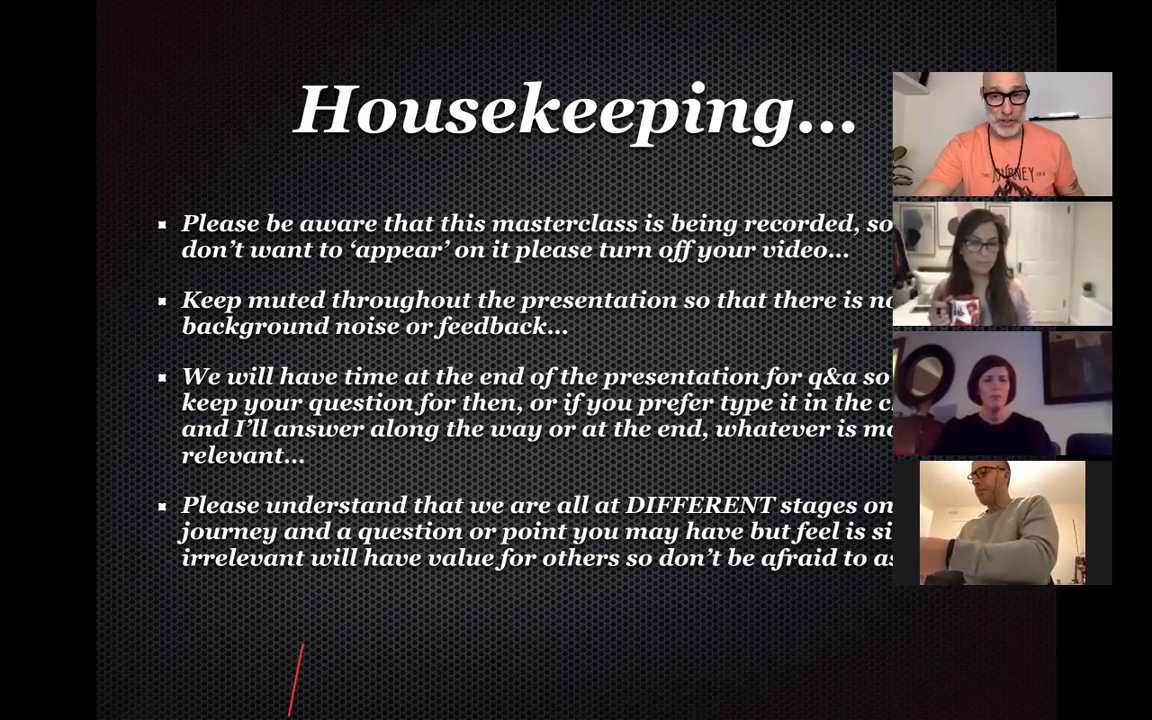 Housekeeping...
Please be aware that this masterclass is being recorded, so
don't want to 'appear' on it please turn off your video...
Keep muted throughout the presentation so that there is no
background noise or feedback...
We will have time at the end of the presentation for q&a so
keep your question for then, or if you prefer type it in the
and I'll answer along the way or at the end, whatever is
relevant...
Please understand that we are all at DIFFERENT stages on
journey and a question or point you may have but feel is
irrelevant will have value for others so don't be afraid to
JOURNEY